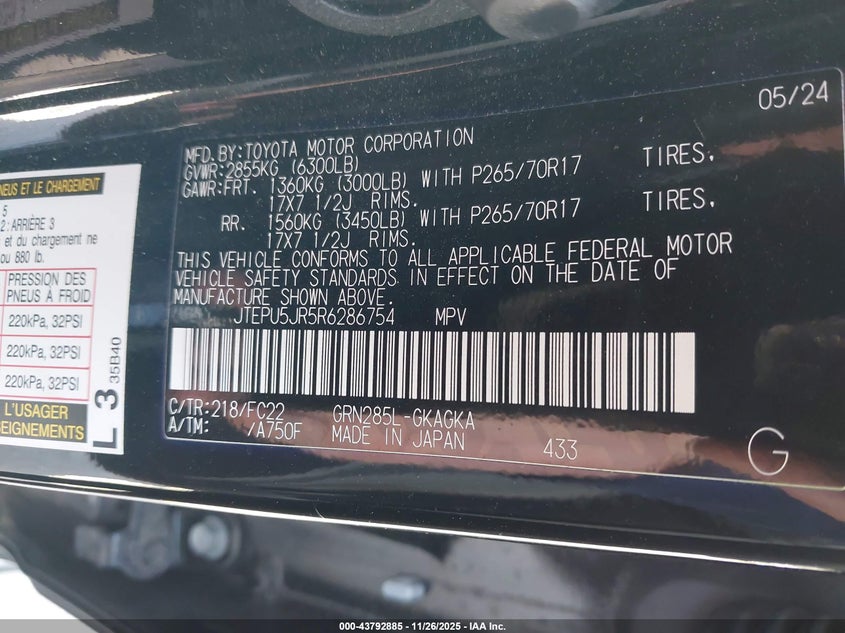 05/24
MFD.BY:TOYOTA MOTOR CORPORATION
GVWR:2855KG (6300LB)
GAWR:FRT. 1360KG (3000LB) WITH P265/70R17 TIRES,
17X7 1/2J RIMS.
RR. 1560KG (3450LB) WITH P265/70R17 TIRES,
17X7 1/2J RIMS.
THIS VEHICLE CONFORMS TO ALL APPLICABLE FEDERAL MOTOR
VEHICLE SAFETY STANDARDS IN EFFECT ON THE DATE OF
MANUFACTURE SHOWN ABOVE.
JTEPU5JR5R6286754 MPV
C/TR:218/FC22 GRN285L-GKAGKA
A/TM: /A750F MADE IN JAPAN 433
G
NEUS ET LE CHARGEMENT
5
2:ARRIÈRE 3
et du chargement ne
ou 880 lb.
PRESSION DES
PNEUS À FROID
220kPa, 32PSI
220kPa, 32PSI
220kPa, 32PSI
L'USAGER
SEIGNEMENTS
L 3
35B40
000-43792885 - 11/26/2025 - IAA Inc.